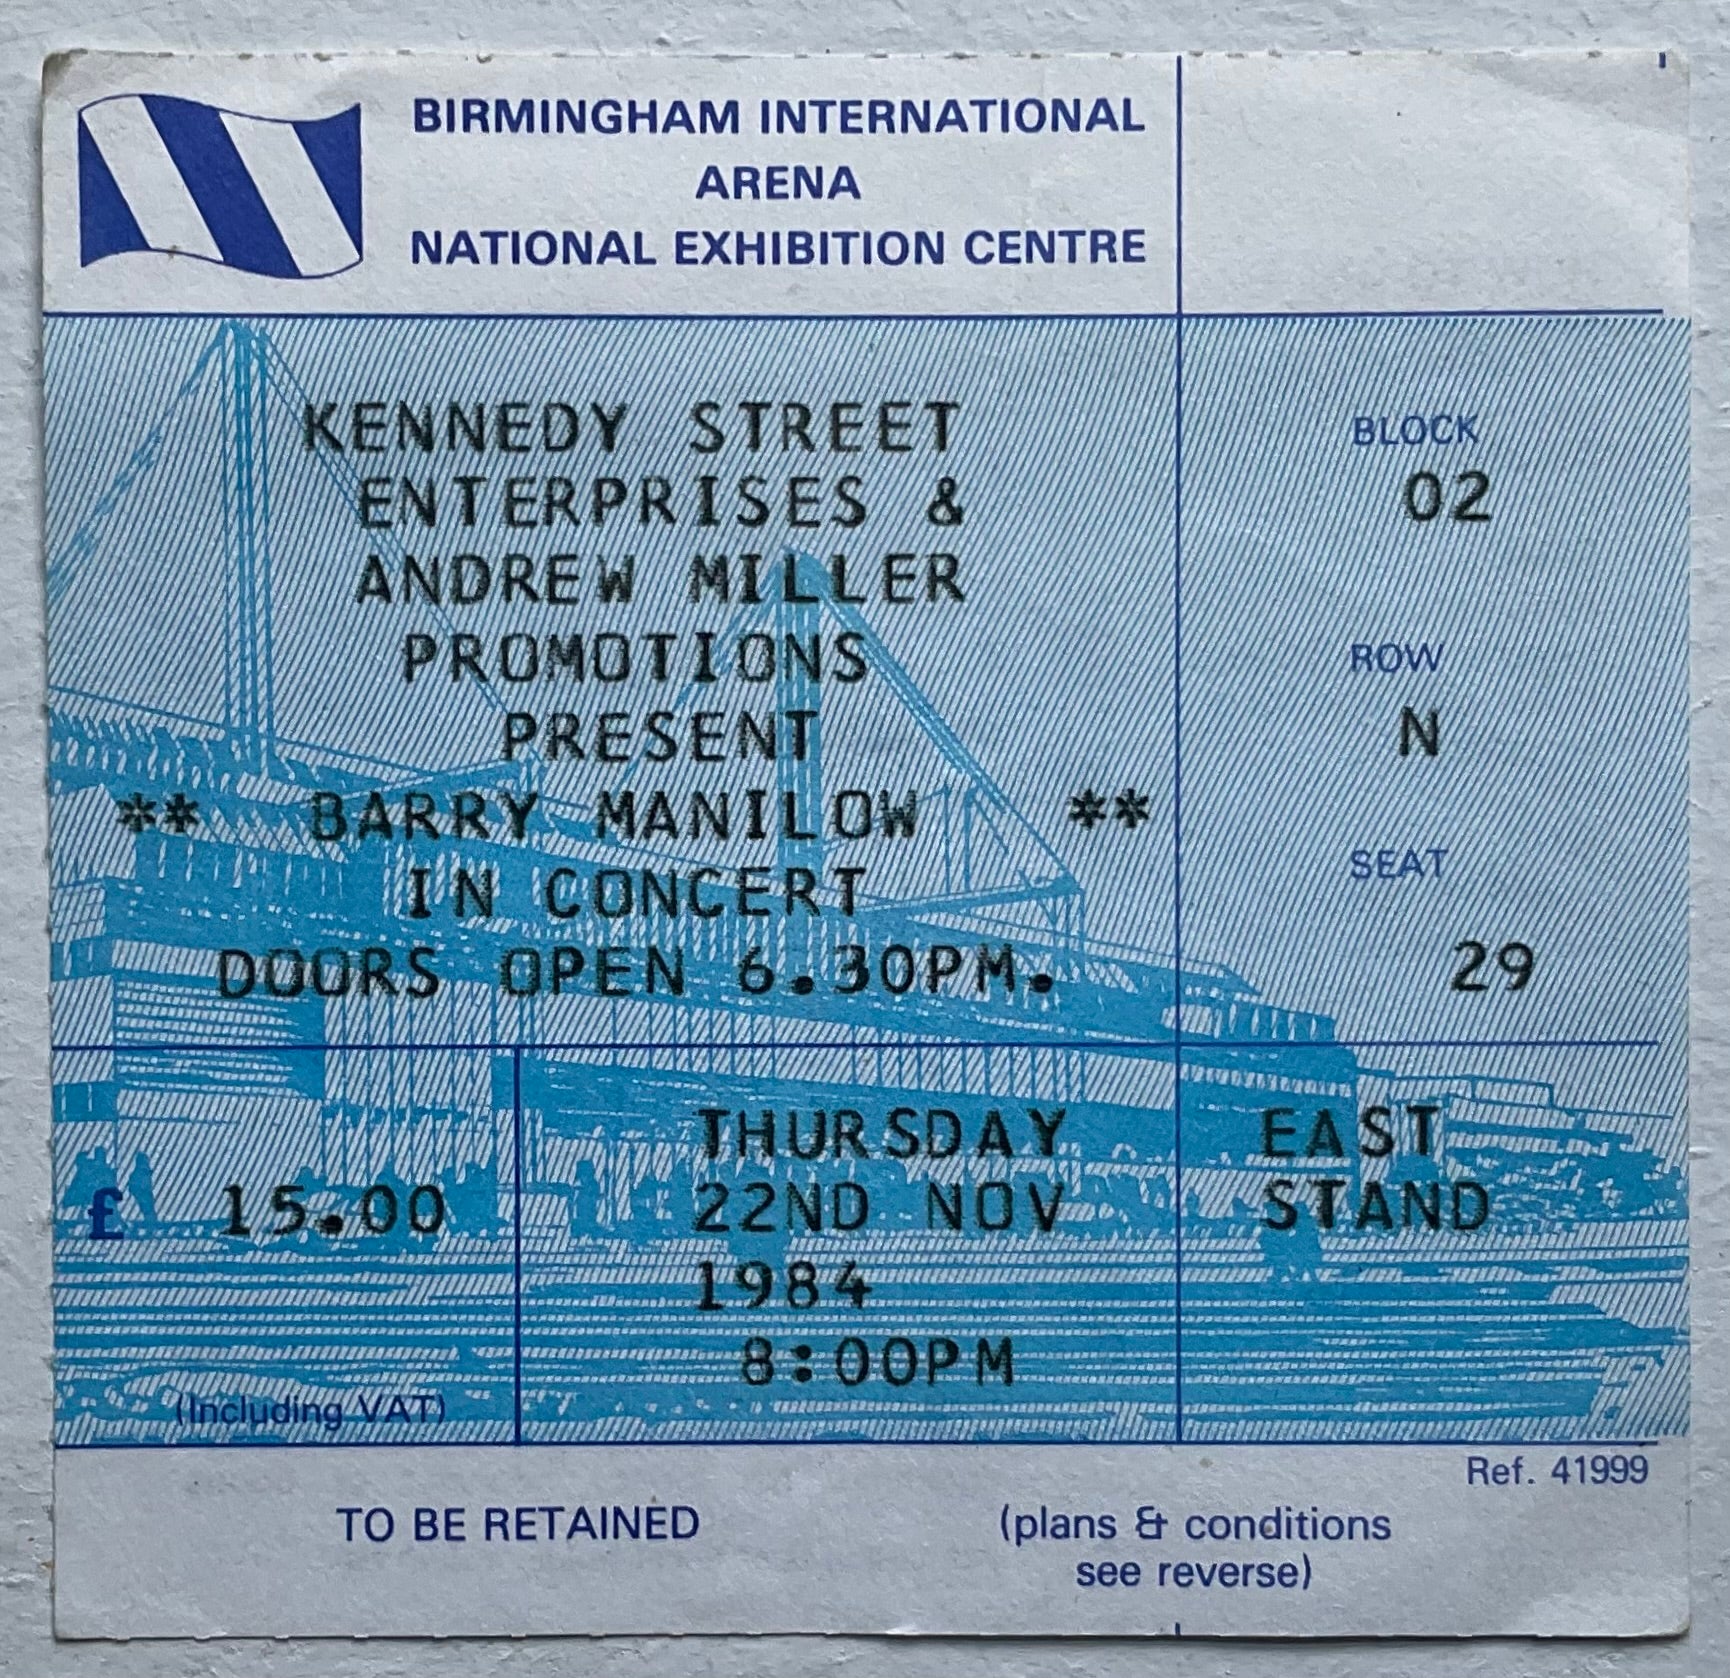 BIRMINGHAM INTERNATIONAL
ARENA
NATIONAL EXHIBITION CENTRE
KENNEDY STREET
ENTERPRISES &
ANDREW MILLER
PROMOTIONS
PRESENT
** BARRY MANILOW **
IN CONCERT
DOORS OPEN 6.30PM.
BLOCK
02
ROW
N
SEAT
29
£ 15.00
(Including VAT)
THURSDAY
22ND NOV
1984
8:00PM
EAST
STAND
Ref. 41999
TO BE RETAINED
(plans & conditions
see reverse)